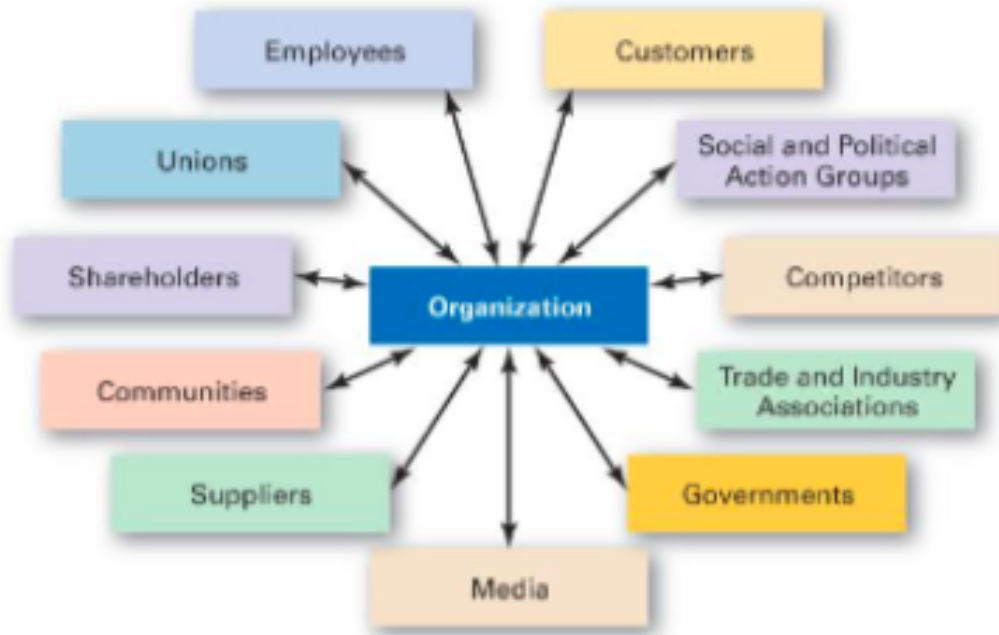 Employees
Customers
Unions
Social and Political
Action Groups
Shareholders
Organization
Competitors
Communities
Trade and Industry
Associations
Suppliers
Governments
Media